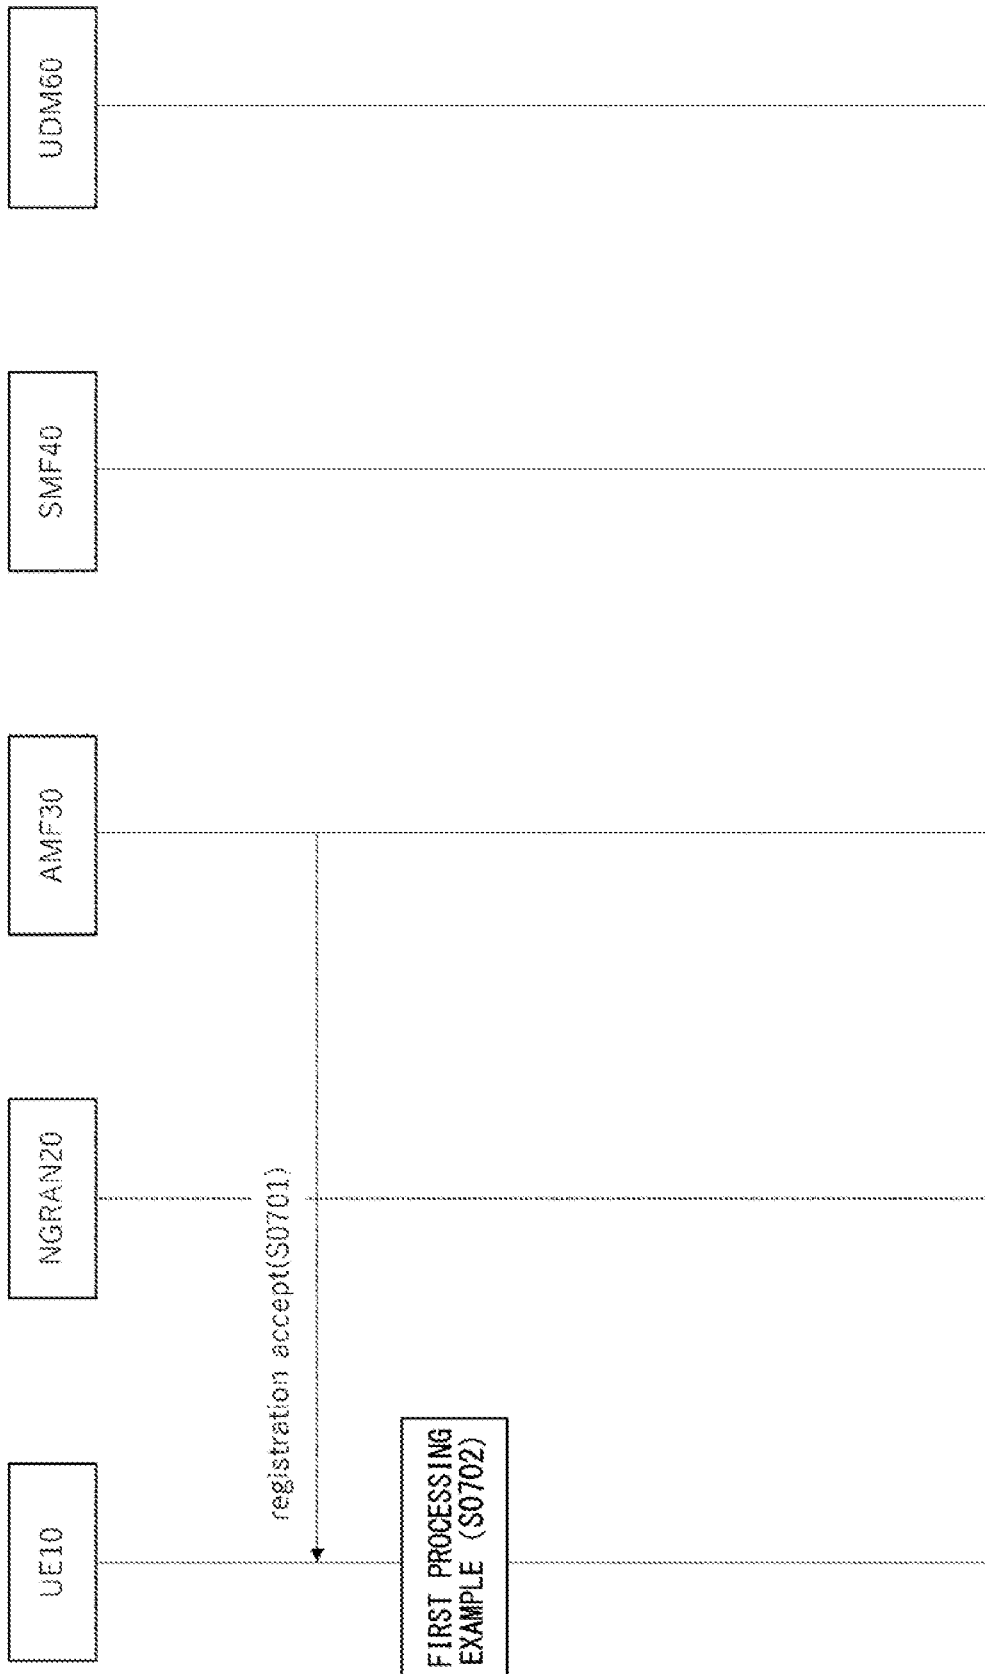 UE10
NGRAN20
AMF30
SMF40
UDM60
registration accept(S0701)
FIRST PROCESSING
EXAMPLE (S0702)